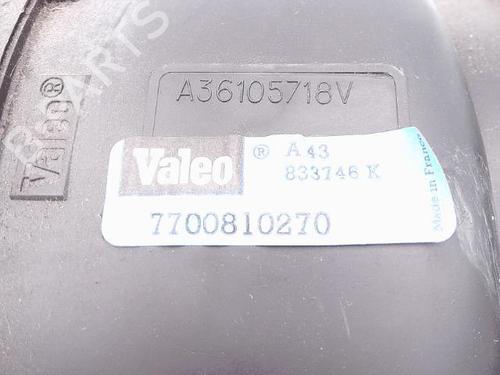 A36105718V
Valeo®
Valeo ® A 43
833746 K
7700810270
Made in France